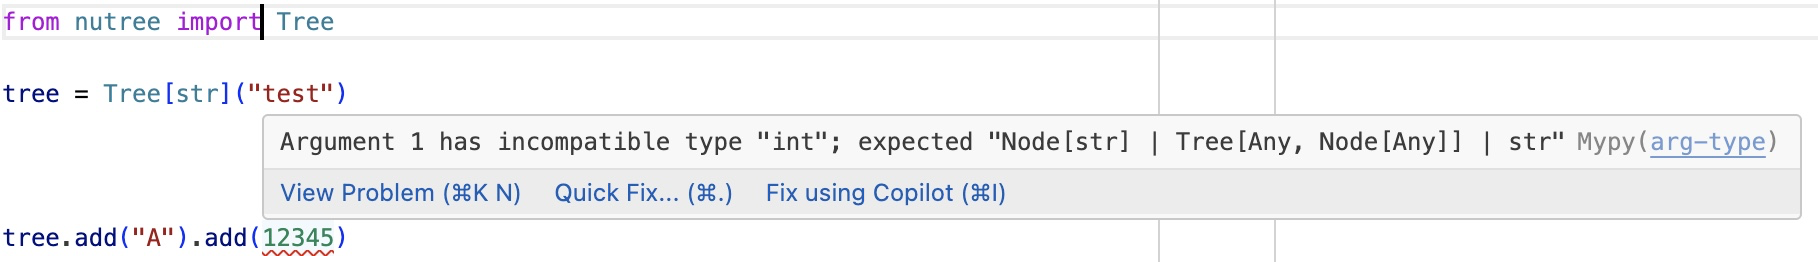 from nutree import Tree
tree = Tree[str]("test")
Argument 1 has incompatible type "int"; expected "Node[str] | Tree[Any, Node[Any]] | str" Mypy(arg-type)
View Problem (⌘K N) Quick Fix... (⌘.) Fix using Copilot (⌘I)
tree.add("A").add(12345)